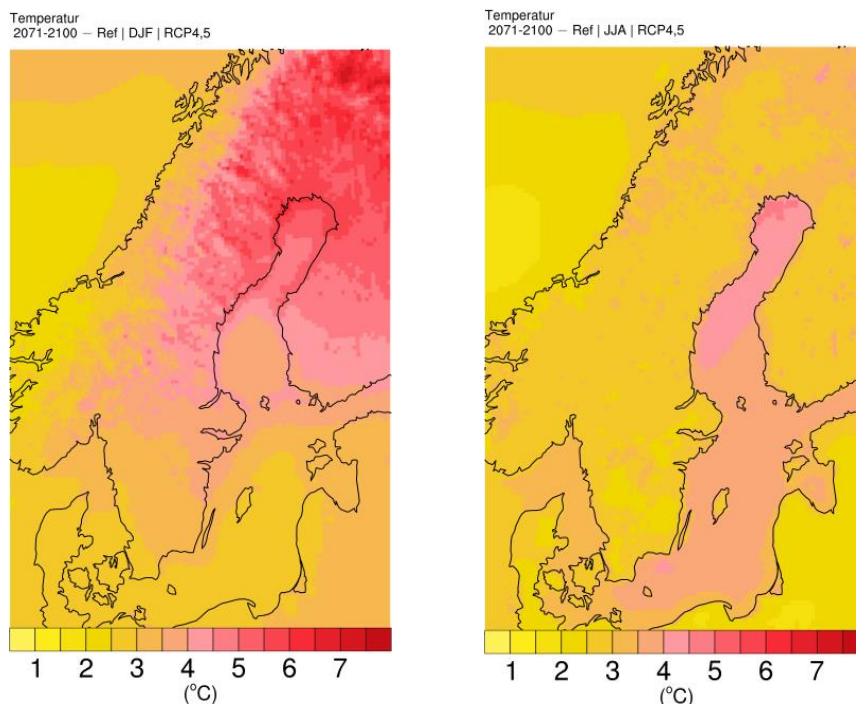 Temperatur
2071-2100 – Ref | DJF | RCP4,5
1 2 3 4 5 6 7
(°C)
Temperatur
2071-2100 – Ref | JJA | RCP4,5
1 2 3 4 5 6 7
(°C)